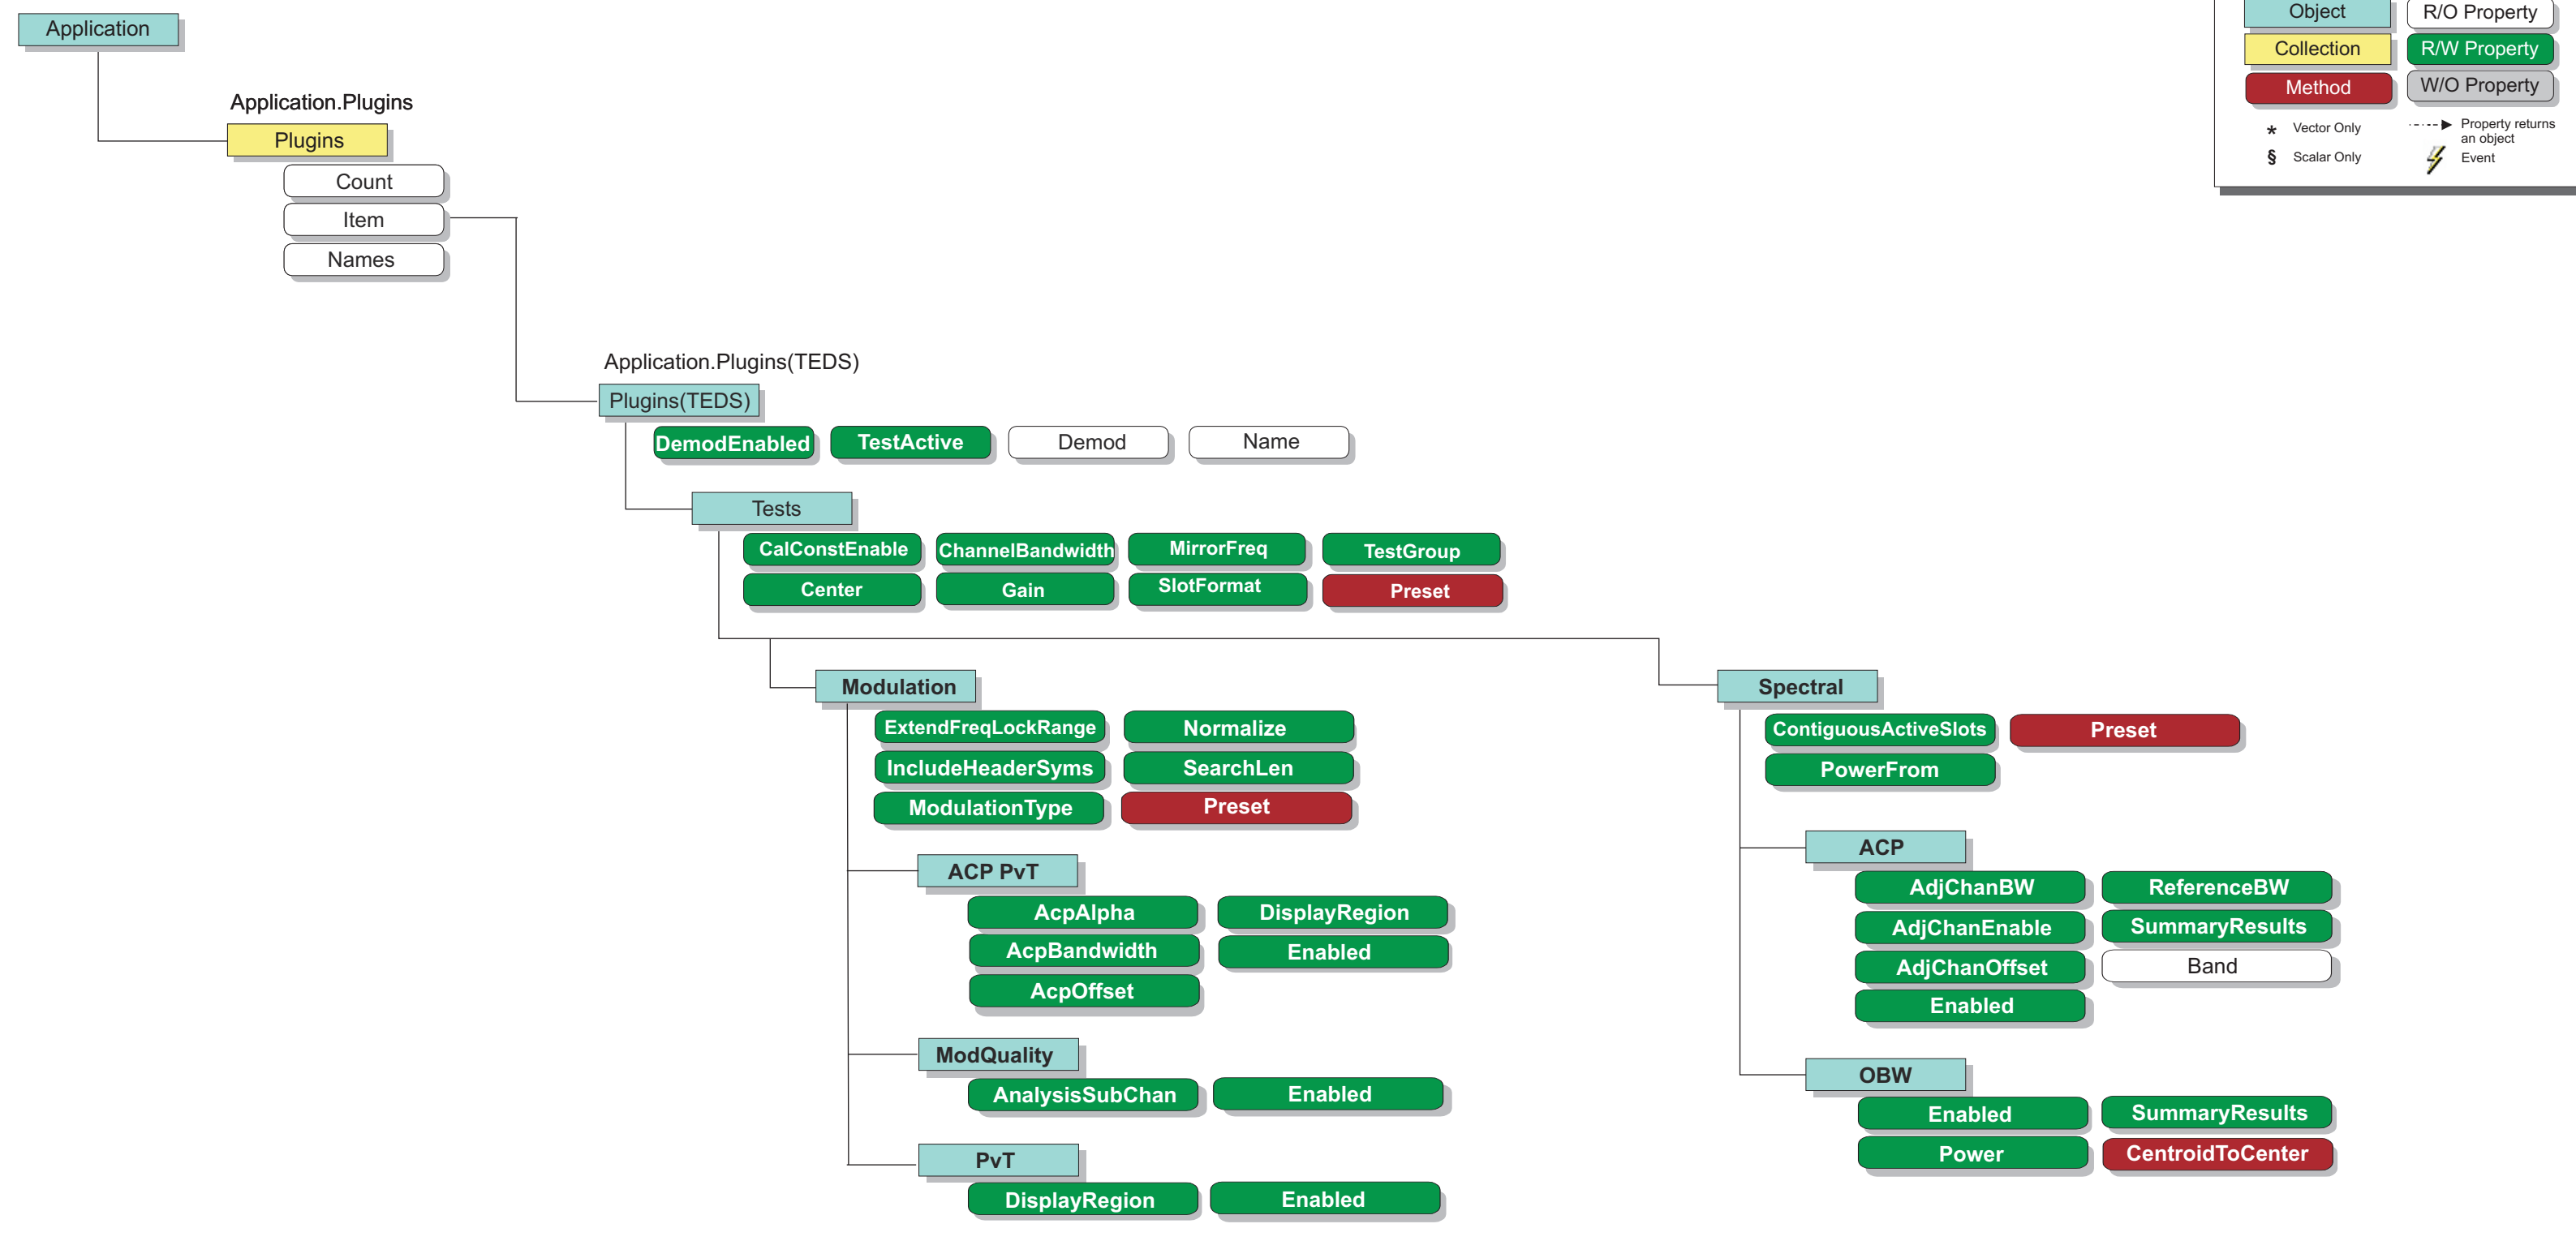 Application
Object
R/O Property
Collection
R/W Property
Method
W/O Property
* Vector Only
Property returns
an object
§ Scalar Only
Event
Application.Plugins
Plugins
Count
Item
Names
Application.Plugins(TEDS)
Plugins(TEDS)
DemodEnabled
TestActive
Demod
Name
Tests
CalConstEnable
ChannelBandwidth
MirrorFreq
TestGroup
Center
Gain
SlotFormat
Preset
Modulation
ExtendFreqLockRange
Normalize
IncludeHeaderSyms
SearchLen
ModulationType
Preset
ACP PvT
AcpAlpha
DisplayRegion
AcpBandwidth
Enabled
AcpOffset
ModQuality
AnalysisSubChan
Enabled
PvT
DisplayRegion
Enabled
Spectral
ContiguousActiveSlots
Preset
PowerFrom
ACP
AdjChanBW
ReferenceBW
AdjChanEnable
SummaryResults
AdjChanOffset
Band
Enabled
OBW
Enabled
SummaryResults
Power
CentroidToCenter